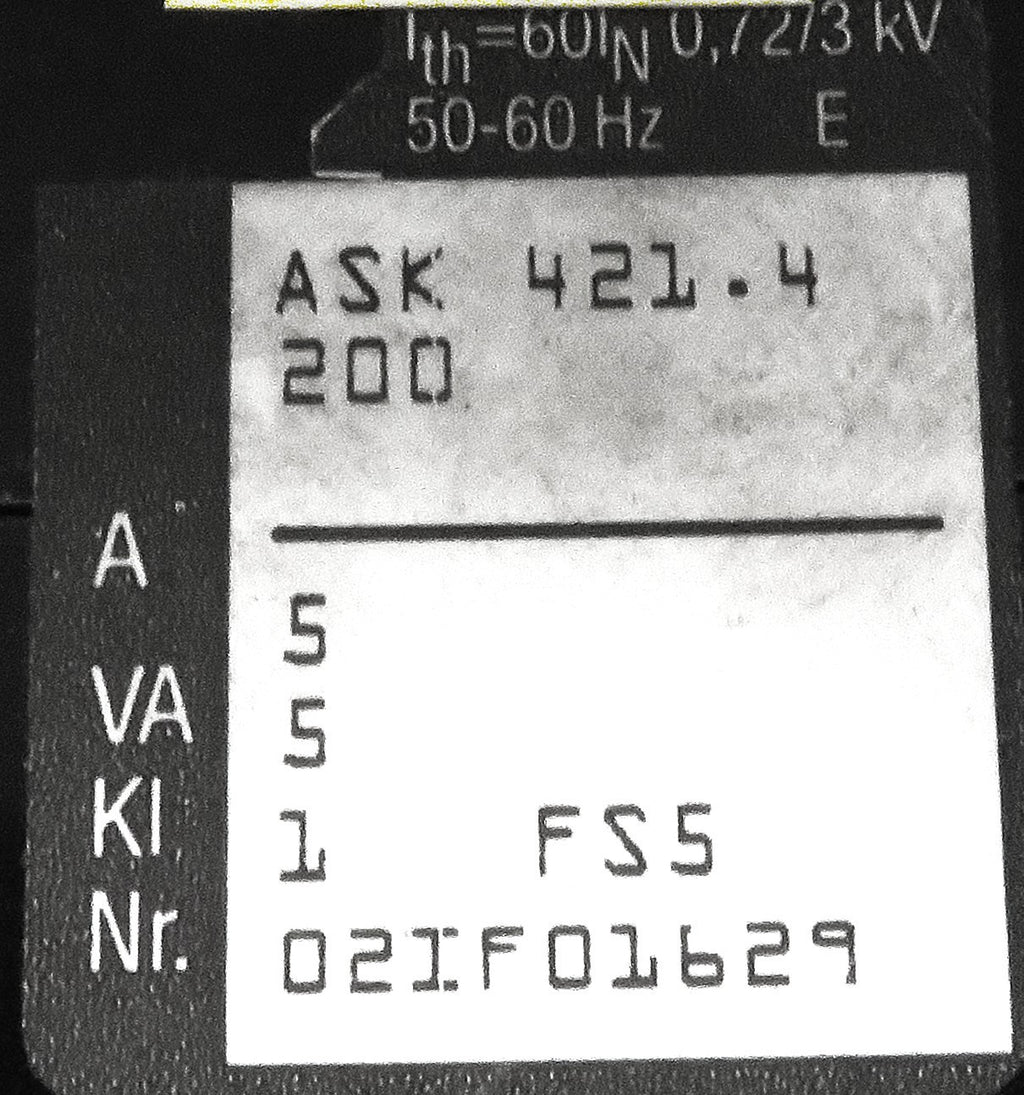 Ith=60IN 0,72/3 kV
50-60 Hz E
ASK 421.4
200
A
5
VA 5
Kl. 1 FS5
Nr. 02IF01629